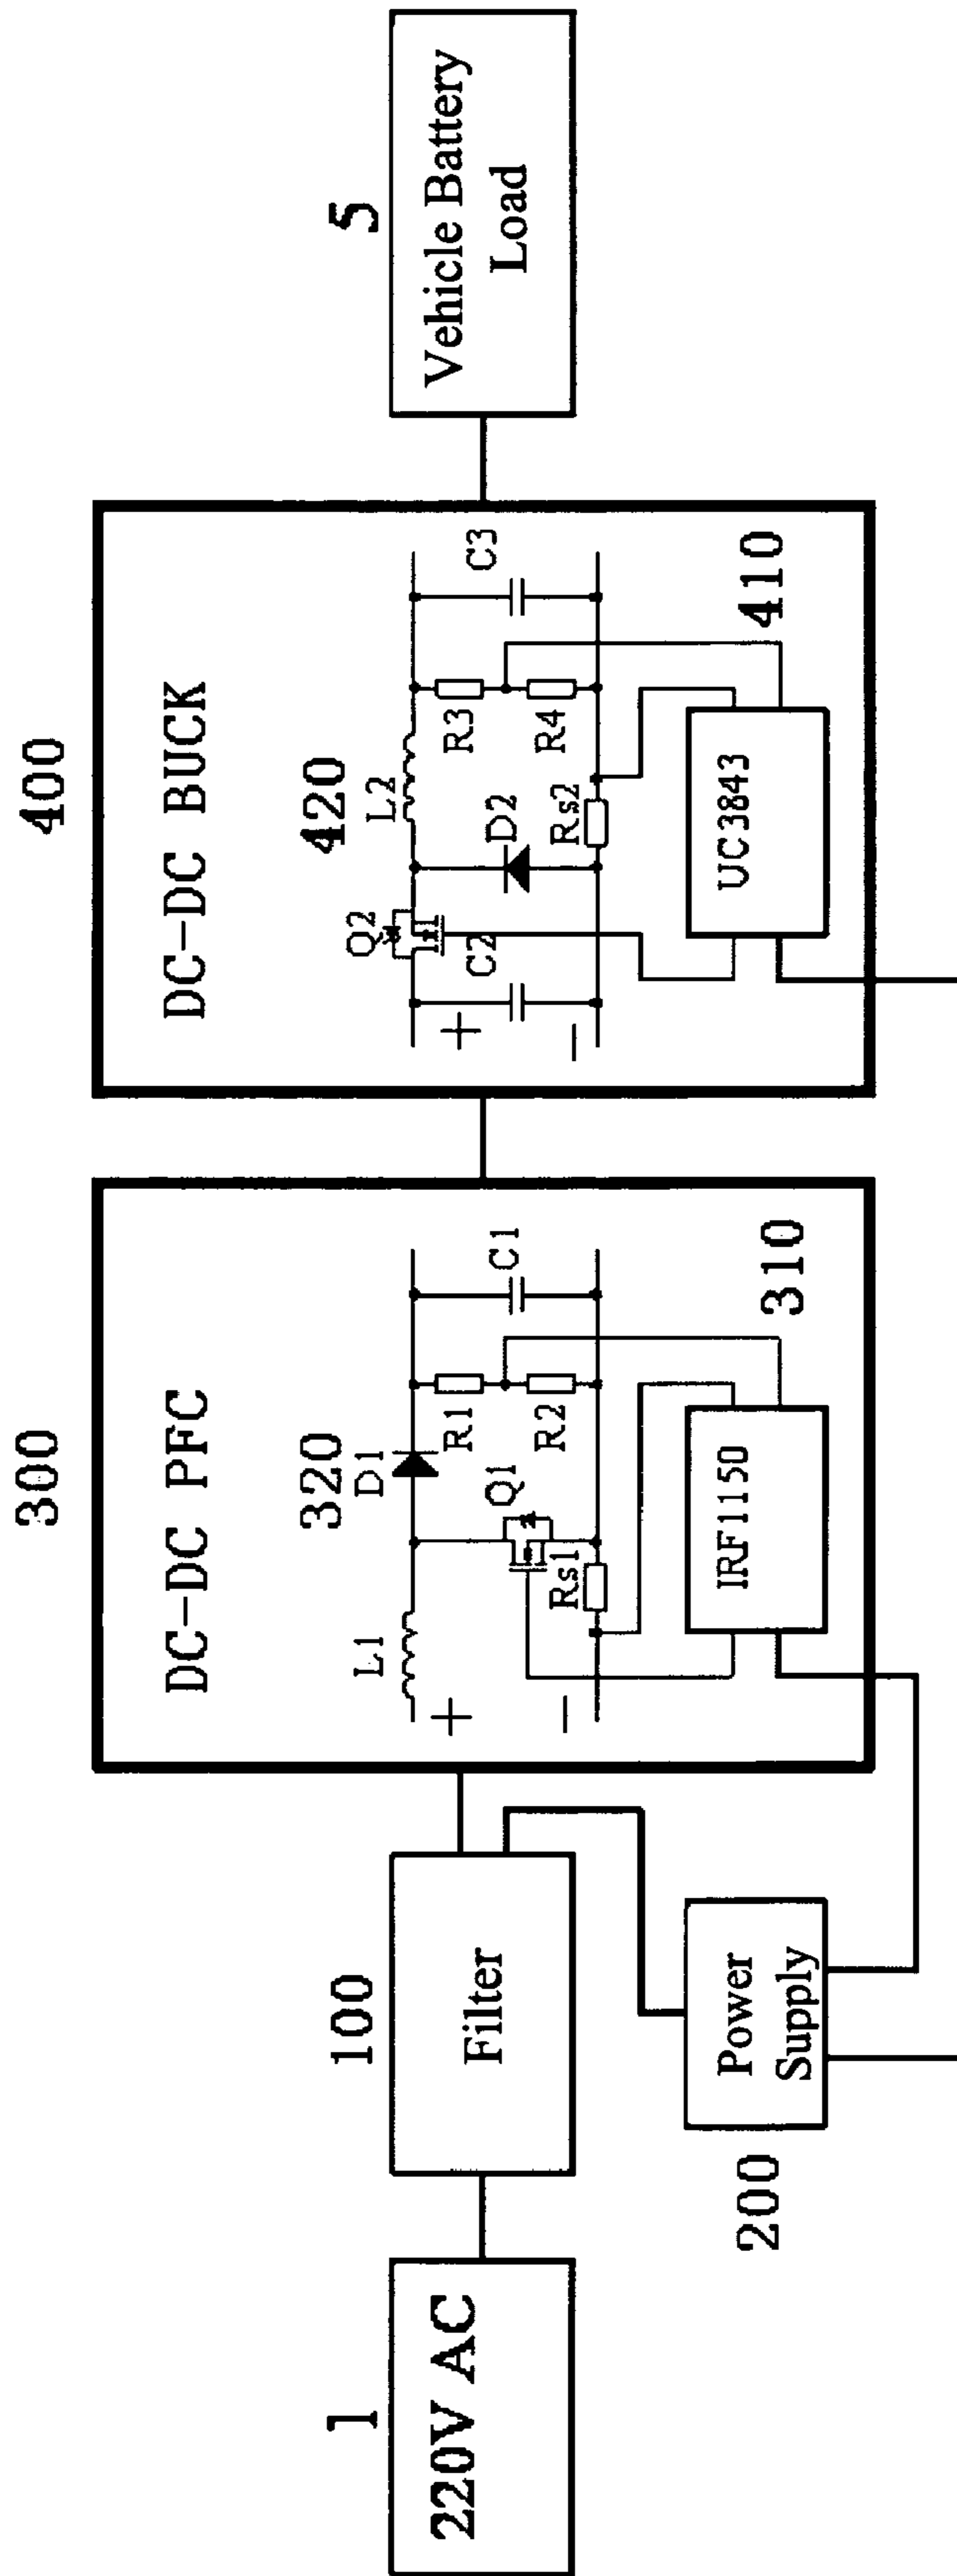 1
220V AC
100
Filter
200
Power
Supply
300
DC-DC PFC
320
L1
D1
+
−
Q1
Rs1
R1
R2
C1
IRF1150
310
400
DC-DC BUCK
420
Q2
L2
+
−
C2
D2
Rs2
R3
R4
C3
UC3843
410
5
Vehicle Battery
Load